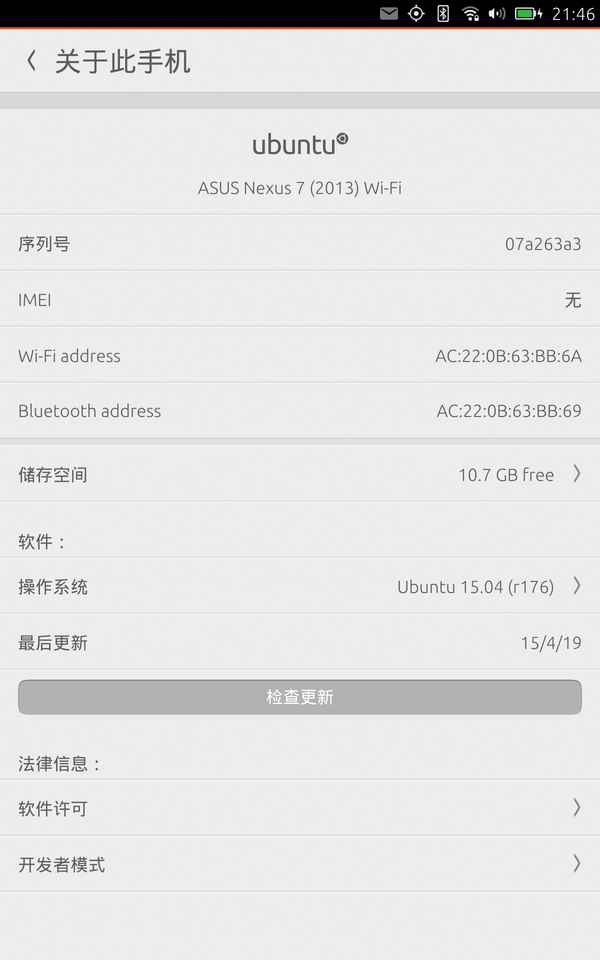 21:46
关于此手机
ubuntu
ASUS Nexus 7 (2013) Wi-Fi
序列号 07a263a3
IMEI 无
Wi-Fi address AC:22:0B:63:BB:6A
Bluetooth address AC:22:0B:63:BB:69
储存空间 10.7 GB free
软件：
操作系统 Ubuntu 15.04 (r176)
最后更新 15/4/19
检查更新
法律信息：
软件许可
开发者模式